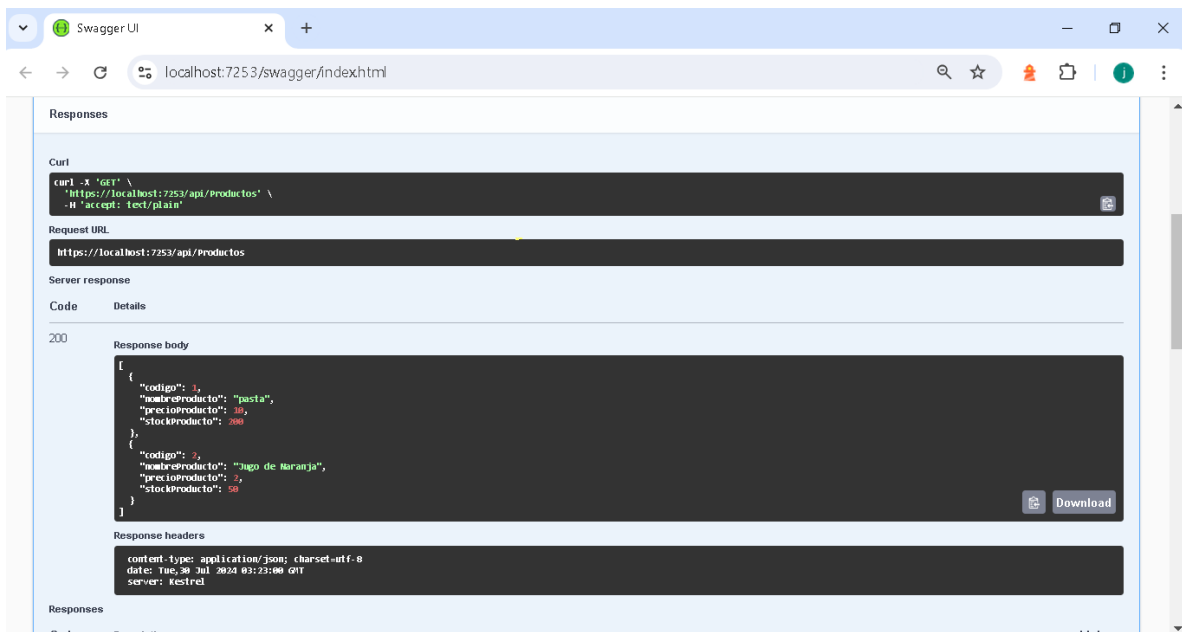 Swagger UI
localhost:7253/swagger/index.html
j
Responses
Curl
curl -X 'GET' \
'https://localhost:7253/api/Productos' \
-H 'accept: text/plain'
Request URL
https://localhost:7253/api/Productos
Server response
Code Details
200
Response body
[
{
"codigo": 1,
"nombreProducto": "pasta",
"precioProducto": 10,
"stockProducto": 200
},
{
"codigo": 2,
"nombreProducto": "Jugo de Naranja",
"precioProducto": 2,
"stockProducto": 50
}
]
Download
Response headers
content-type: application/json; charset=utf-8
date: Tue,30 Jul 2024 03:23:00 GMT
server: Kestrel
Responses